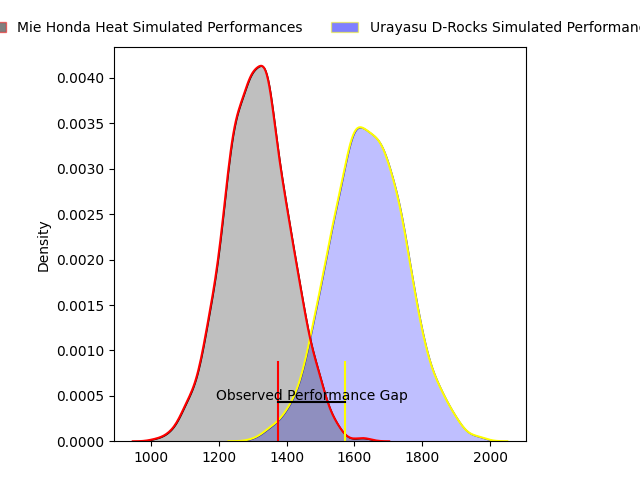 Mie Honda Heat Simulated Performances
Urayasu D-Rocks Simulated
0.0040
0.0035
0.0030
0.0025
0.0020
0.0015
0.0010
0.0005
0.0000
Density
Observed Performance Gap
1000 1200 1400 1600 1800 2000